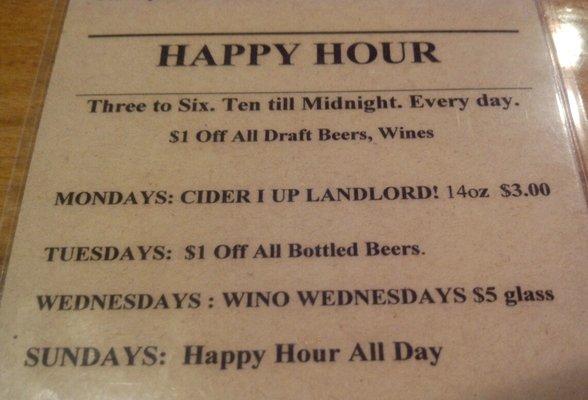 HAPPY HOUR
Three to Six. Ten till Midnight. Every day.
$1 Off All Draft Beers, Wines
MONDAYS: CIDER I UP LANDLORD! 14oz $3.00
TUESDAYS: $1 Off All Bottled Beers.
WEDNESDAYS : WINO WEDNESDAYS $5 glass
SUNDAYS: Happy Hour All Day